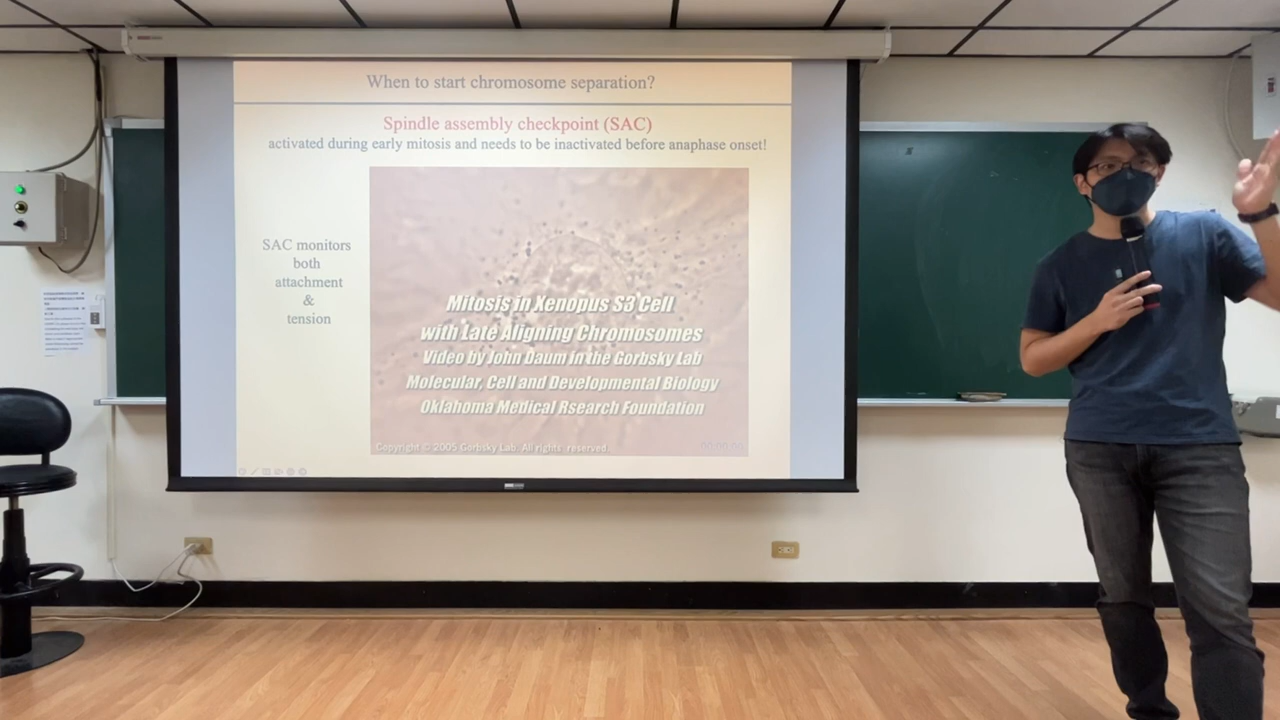 When to start chromosome separation?
Spindle assembly checkpoint (SAC)
activated during early mitosis and needs to be inactivated before anaphase onset!
SAC monitors
both
attachment
&
tension
Mitosis in Xenopus S3 Cell
with Late Aligning Chromosomes
Video by John Daum in the Gorbsky Lab
Molecular, Cell and Developmental Biology
Oklahoma Medical Rsearch Foundation
Copyright © 2005 Gorbsky Lab. All rights reserved.
00:00:00